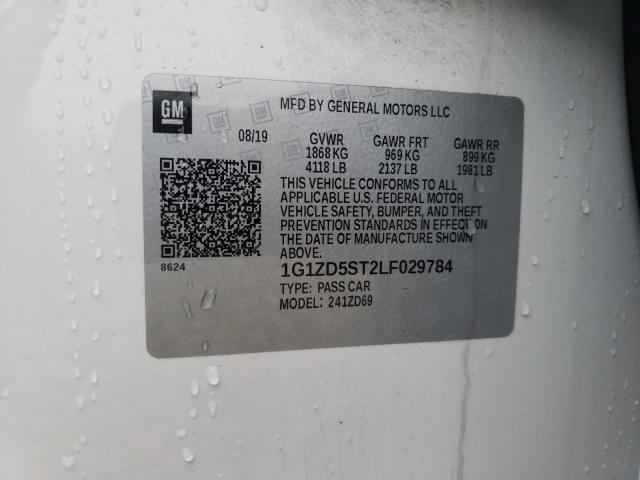 GM
MFD BY GENERAL MOTORS LLC
08/19 GVWR GAWR FRT GAWR RR
1868 KG 969 KG 899 KG
4118 LB 2137 LB 1981 LB
THIS VEHICLE CONFORMS TO ALL
APPLICABLE U.S. FEDERAL MOTOR
VEHICLE SAFETY, BUMPER, AND THEFT
PREVENTION STANDARDS IN EFFECT
ON THE DATE OF MANUFACTURE SHOWN
ABOVE.
8624
1G1ZD5ST2LF029784
TYPE: PASS CAR
MODEL: 241ZD69